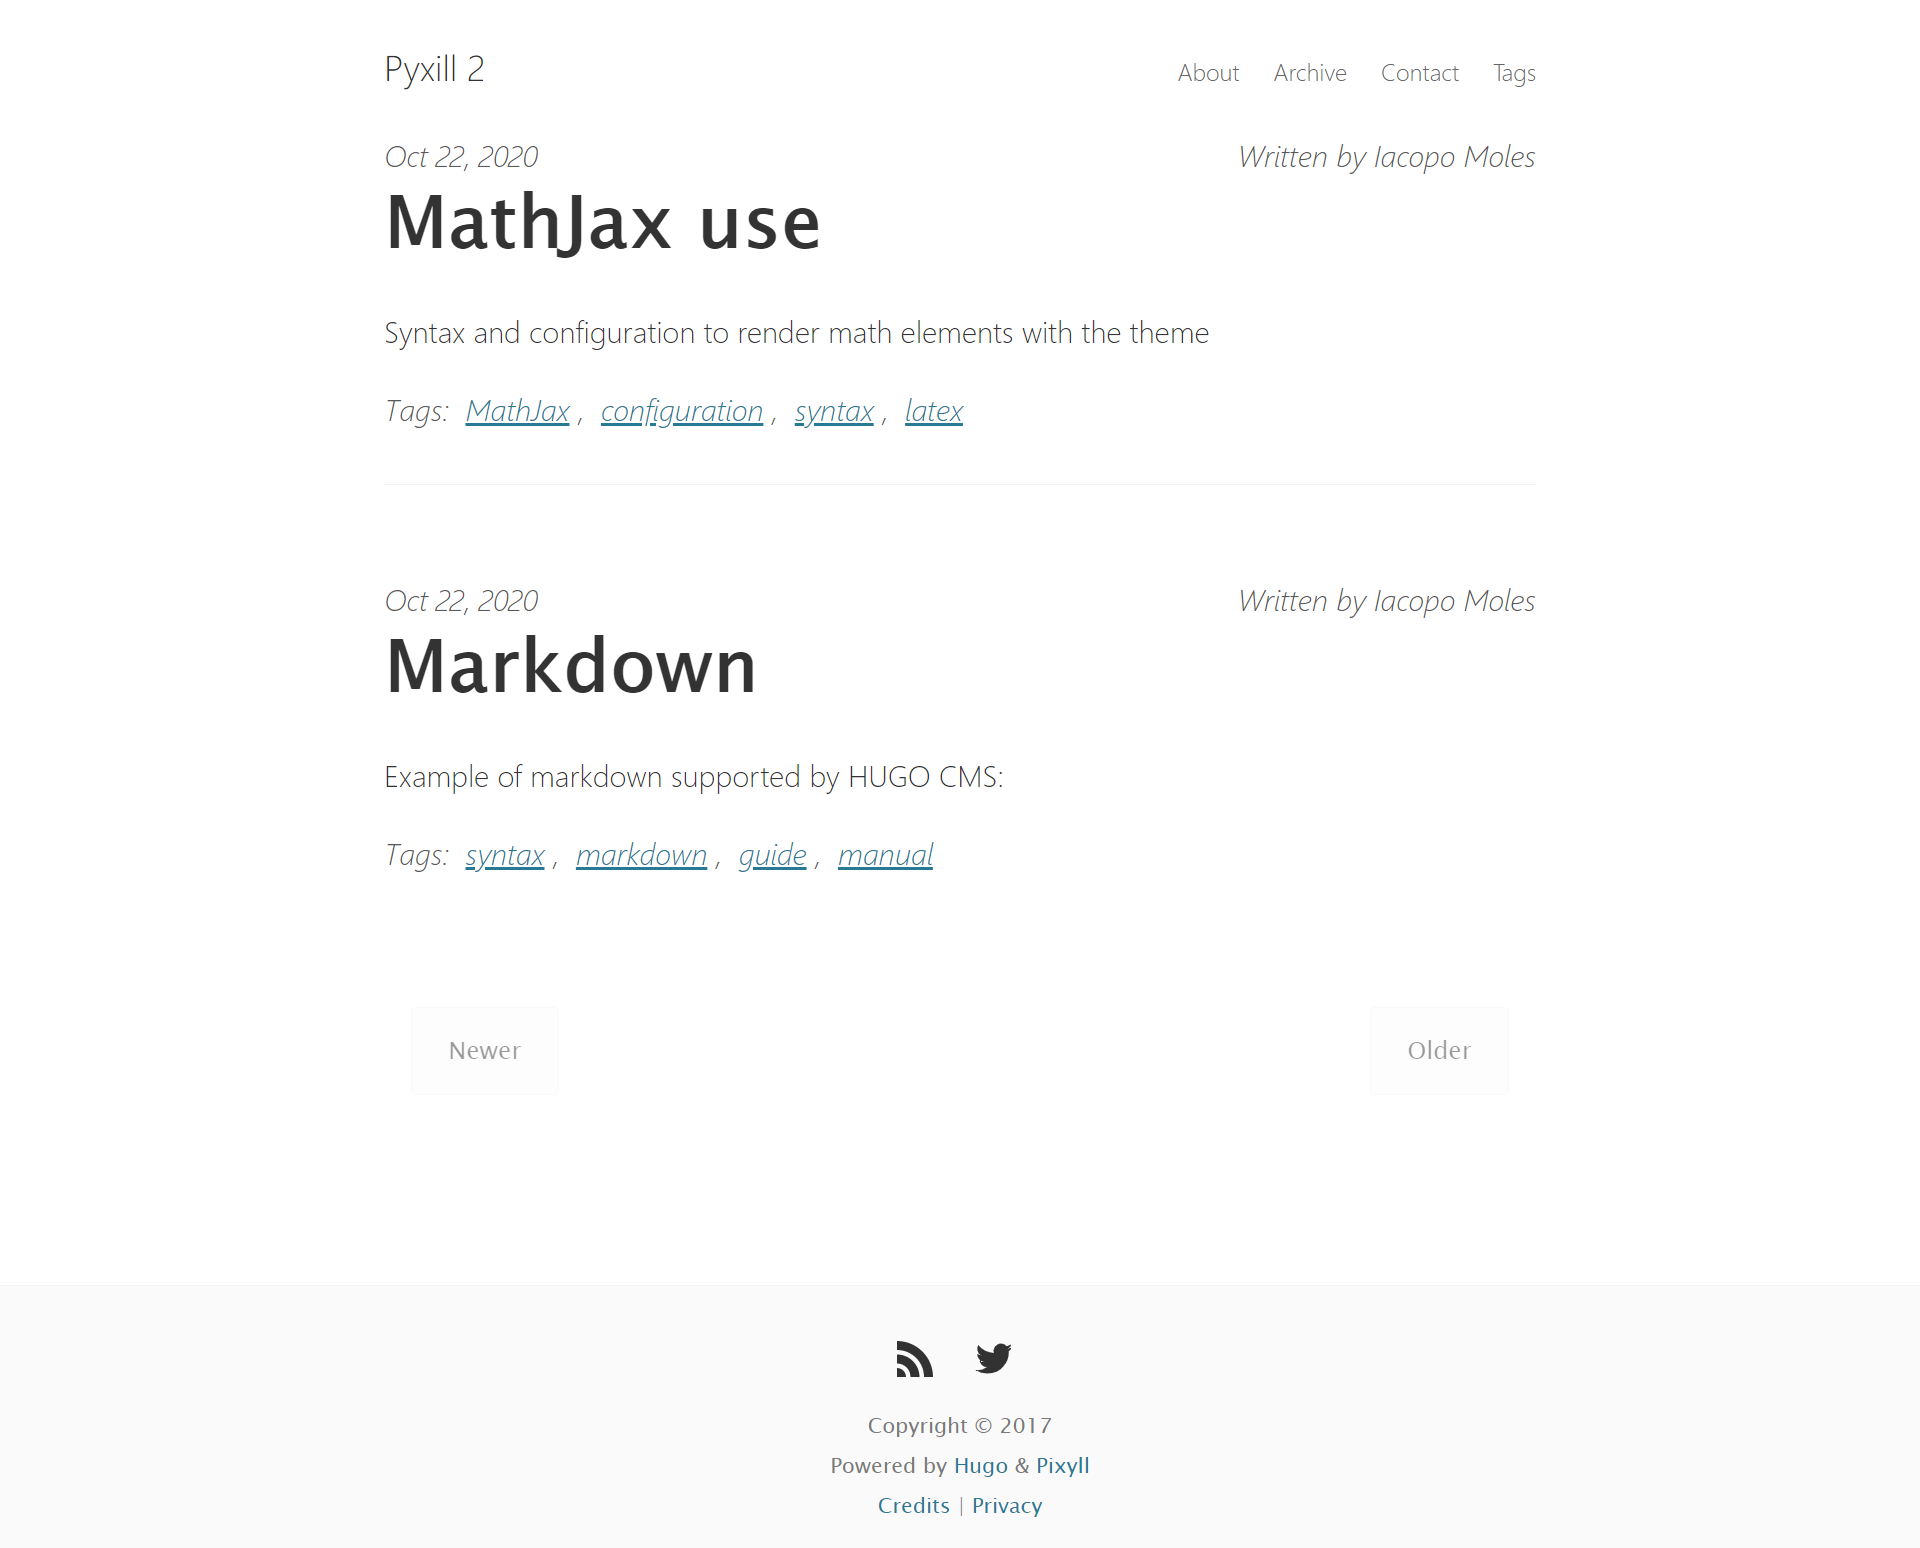 Pyxill 2
About Archive Contact Tags
Oct 22, 2020 Written by Iacopo Moles
MathJax use
Syntax and configuration to render math elements with the theme
Tags: MathJax , configuration , syntax , latex
Oct 22, 2020 Written by Iacopo Moles
Markdown
Example of markdown supported by HUGO CMS:
Tags: syntax , markdown , guide , manual
Newer Older
Copyright © 2017
Powered by Hugo & Pixyll
Credits | Privacy